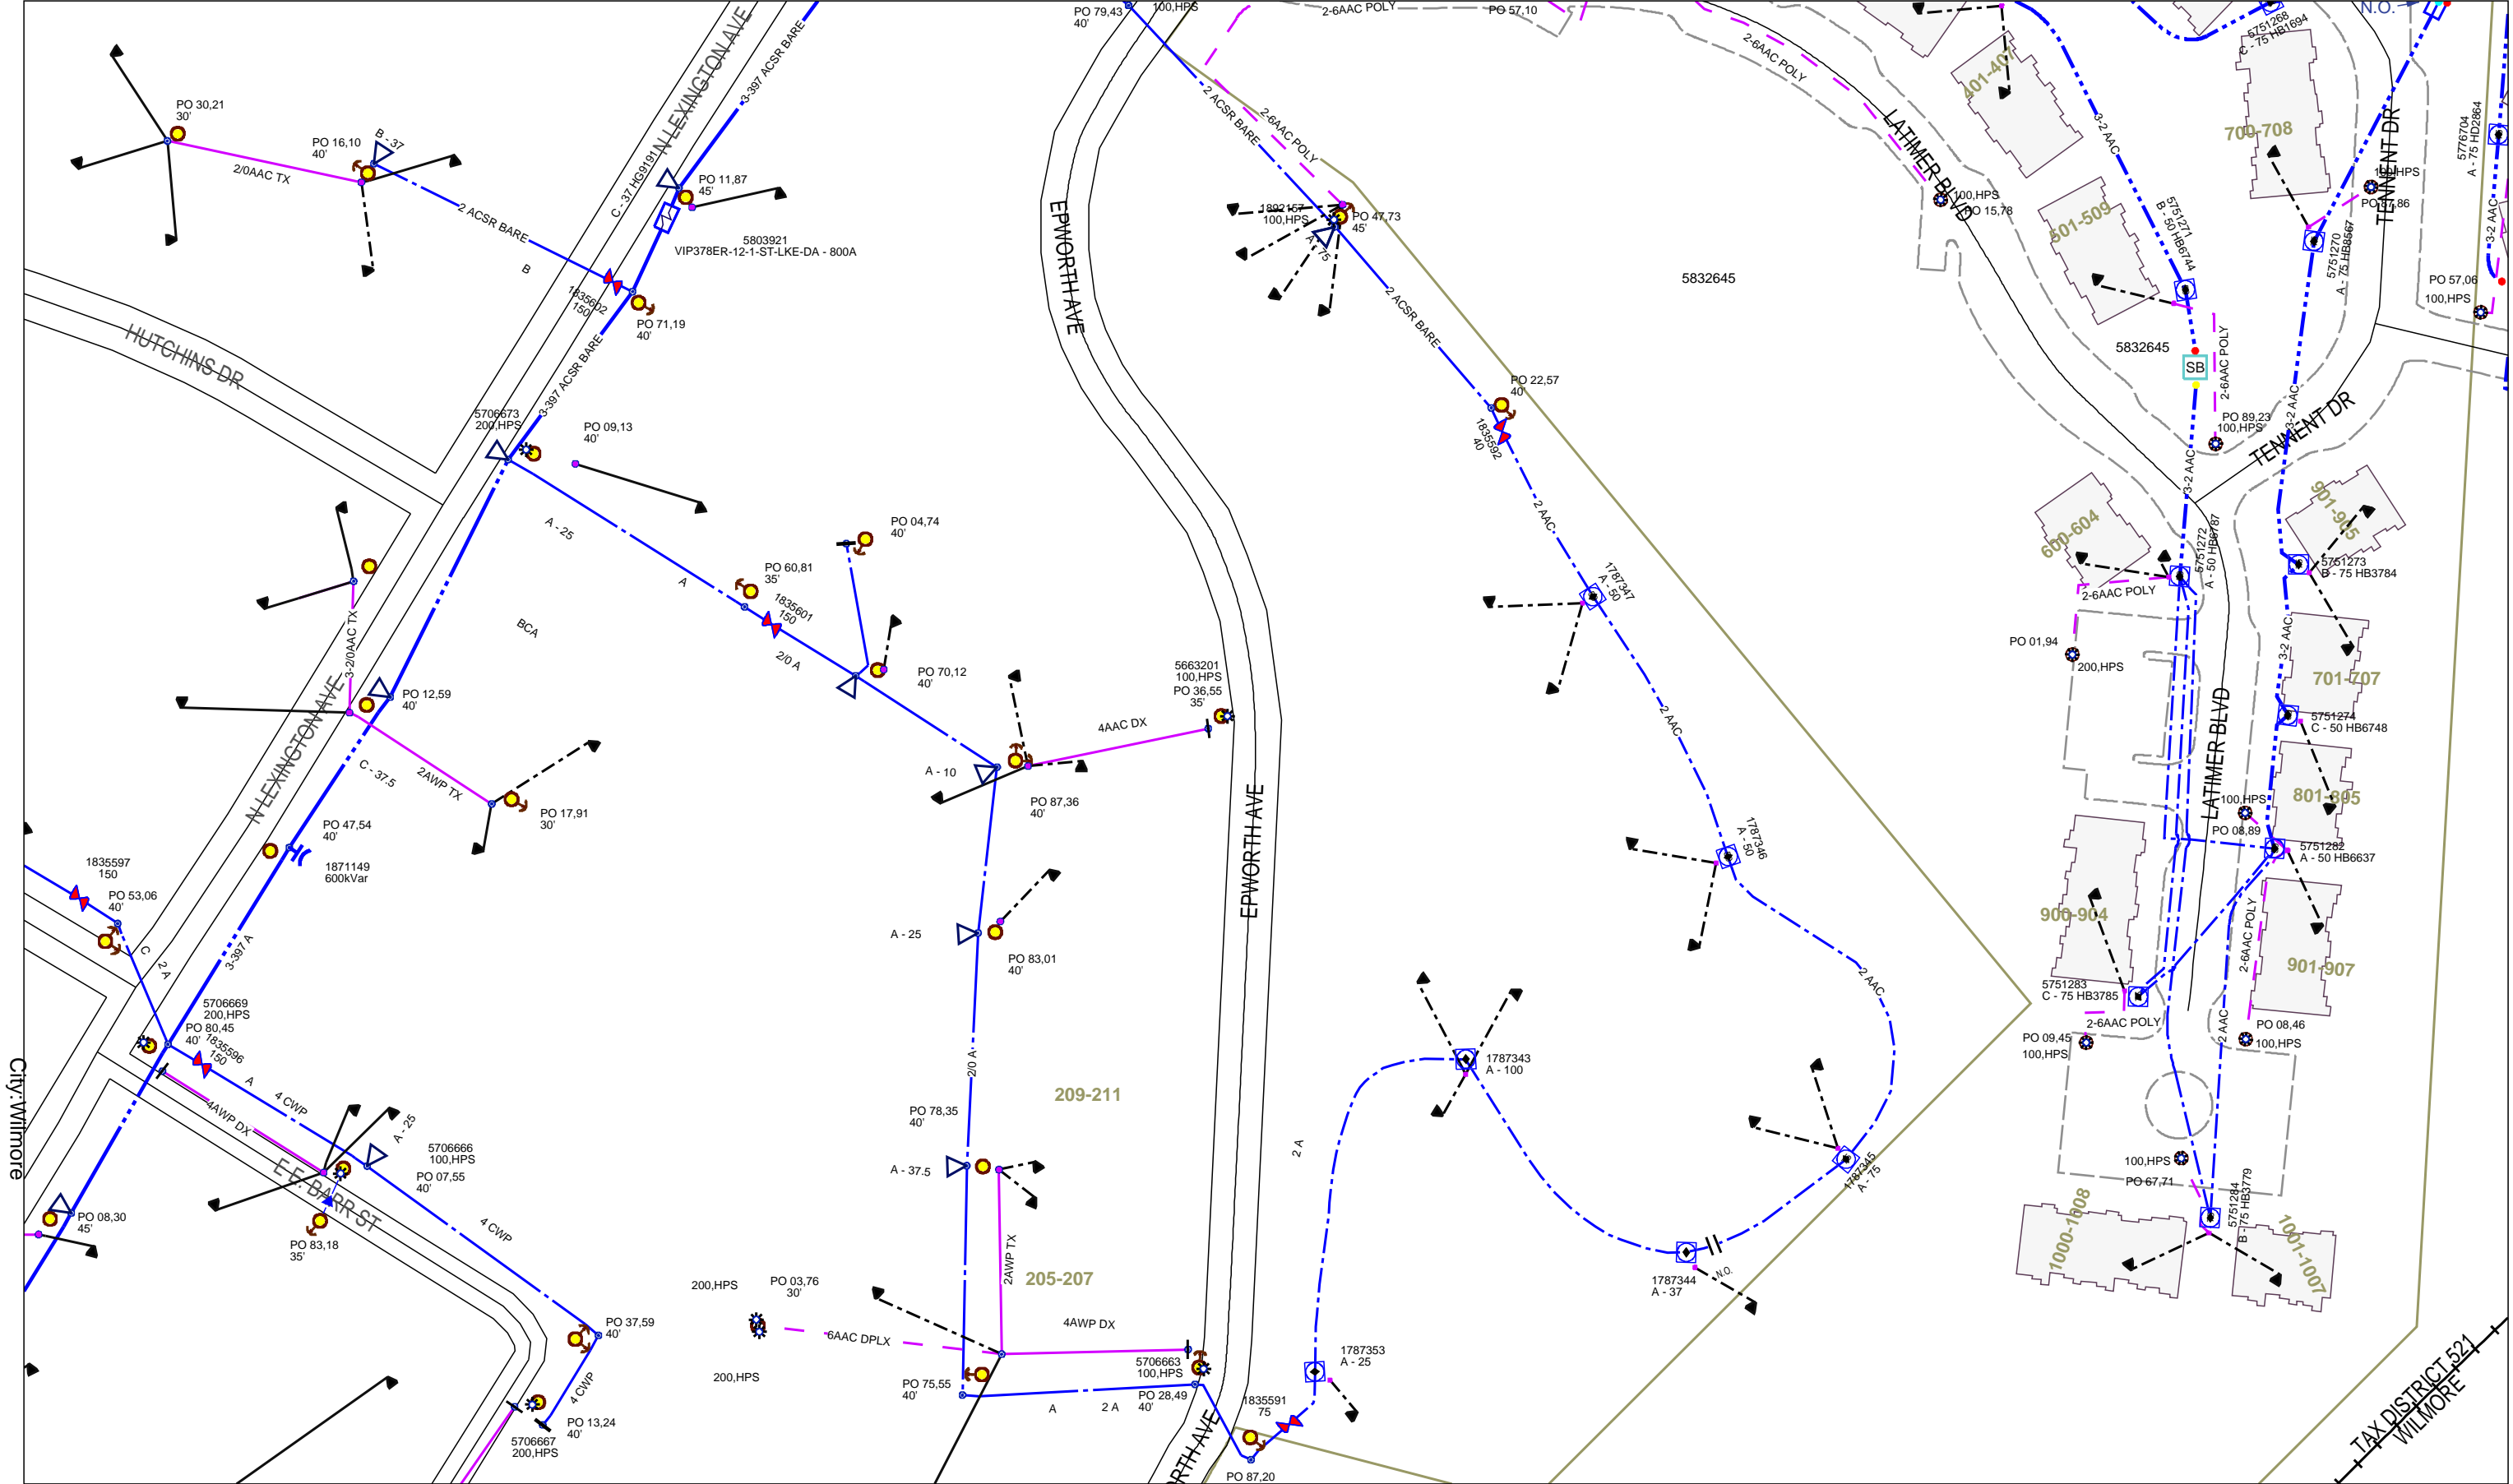 PO 79,43
40'
100,HPS
2-6AAC POLY
PO 57,10
N.O.
5751268
C - 75 HB1694
N LEXINGTON AVE
3-397 ACSR BARE
2-6AAC POLY
401-407
700-708
TENNENT DR
5776704
A - 75 HD2864
PO 30,21
30'
PO 16,10
40'
B - 37
2/0AAC TX
2 ACSR BARE
B
C - 37 HG9191
PO 11,87
45'
5803921
VIP378ER-12-1-ST-LKE-DA - 800A
1835602
150
PO 71,19
40'
3-397 ACSR BARE
EPWORTH AVE
2 ACSR BARE
2-6AAC POLY
1892157
100,HPS
PO 47,73
45'
A - 75
2 ACSR BARE
5832645
LATIMER BLVD
100,HPS
PO 15,78
501-509
3-2 AAC
5751271
B - 50 HB6744
100,HPS
PO 87,86
5751270
A - 75 HB8567
3-2 AAC
PO 57,06
100,HPS
5832645
SB
2-6AAC POLY
3-2 AAC
PO 89,23
100,HPS
TENNENT DR
HUTCHINS DR
5706673
200,HPS
PO 09,13
40'
A - 25
A
PO 04,74
40'
PO 60,81
35'
1835601
150
2/0 A
PO 70,12
40'
PO 22,57
40'
1835592
40
2 AAC
1787347
A - 50
3-2 AAC
600-604
5751272
A - 50 HB6787
2-6AAC POLY
901-905
5751273
B - 75 HB3784
PO 01,94
200,HPS
3-2 AAC
701-707
5751274
C - 50 HB6748
BCA
3-2/0AAC TX
PO 12,59
40'
N LEXINGTON AVE
C - 37.5
2AWP TX
PO 17,91
30'
5663201
100,HPS
PO 36,55
35'
4AAC DX
A - 10
PO 87,36
40'
2 AAC
1787346
A - 50
LATIMER BLVD
801-805
100,HPS
PO 08,89
5751282
A - 50 HB6637
PO 47,54
40'
1871149
600kVar
1835597
150
PO 53,06
40'
C
2 A
3-397 A
EPWORTH AVE
A - 25
PO 83,01
40'
900-904
2-6AAC POLY
901-907
5751283
C - 75 HB3785
2-6AAC POLY
2 AAC
PO 09,45
100,HPS
PO 08,46
100,HPS
2 AAC
5706669
200,HPS
PO 80,45
40'
1835596
150
A
4 CWP
4AWP DX
City: Wilmore
2/0 A
209-211
1787343
A - 100
PO 78,35
40'
A - 37.5
2 A
A - 25
5706666
100,HPS
PO 07,55
40'
E E. BARR ST
4 CWP
PO 08,30
45'
PO 83,18
35'
1787345
A - 75
100,HPS
PO 67,71
5751284
B - 75 HB3779
1000-1008
1001-1007
2AWP TX
205-207
200,HPS
PO 03,76
30'
6AAC DPLX
4AWP DX
1787344
A - 37
N.O.
PO 37,59
40'
4 CWP
200,HPS
PO 75,55
40'
A
2 A
5706663
100,HPS
PO 28,49
40'
1787353
A - 25
1835591
75
PO 13,24
40'
5706667
200,HPS
ORTH AVE
PO 87,20
TAX DISTRICT 521
WILMORE